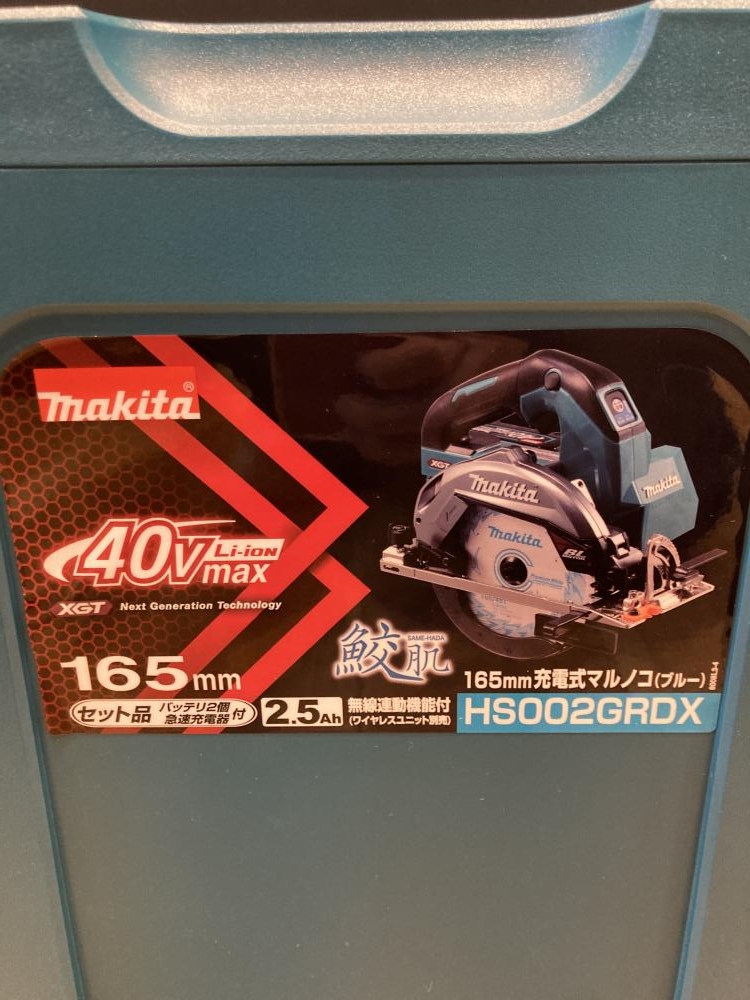 makita®
40Vmax Li-ion
XGT Next Generation Technology
165mm
セット品 バッテリ2個 急速充電器 付
2.5Ah
無線連動機能付
(ワイヤレスユニット別売)
鮫肌
SAME-HADA
XGT
makita
makita
makita
BL
165mm充電式マルノコ(ブルー)
HS002GRDX